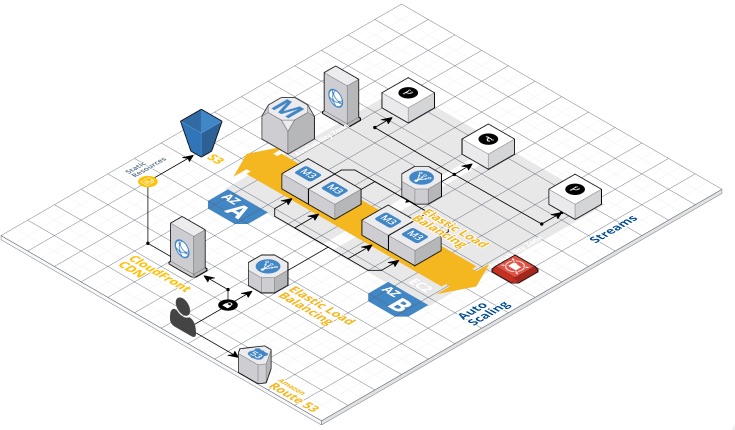 M
Static
Resources
S3
M3
M3
AZ
A
M3
M3
Elastic Load
Balancing
Streams
CloudFront
CDN
EC2
AZ
B
Elastic Load
Balancing
Auto
Scaling
53
Amazon
Route 53